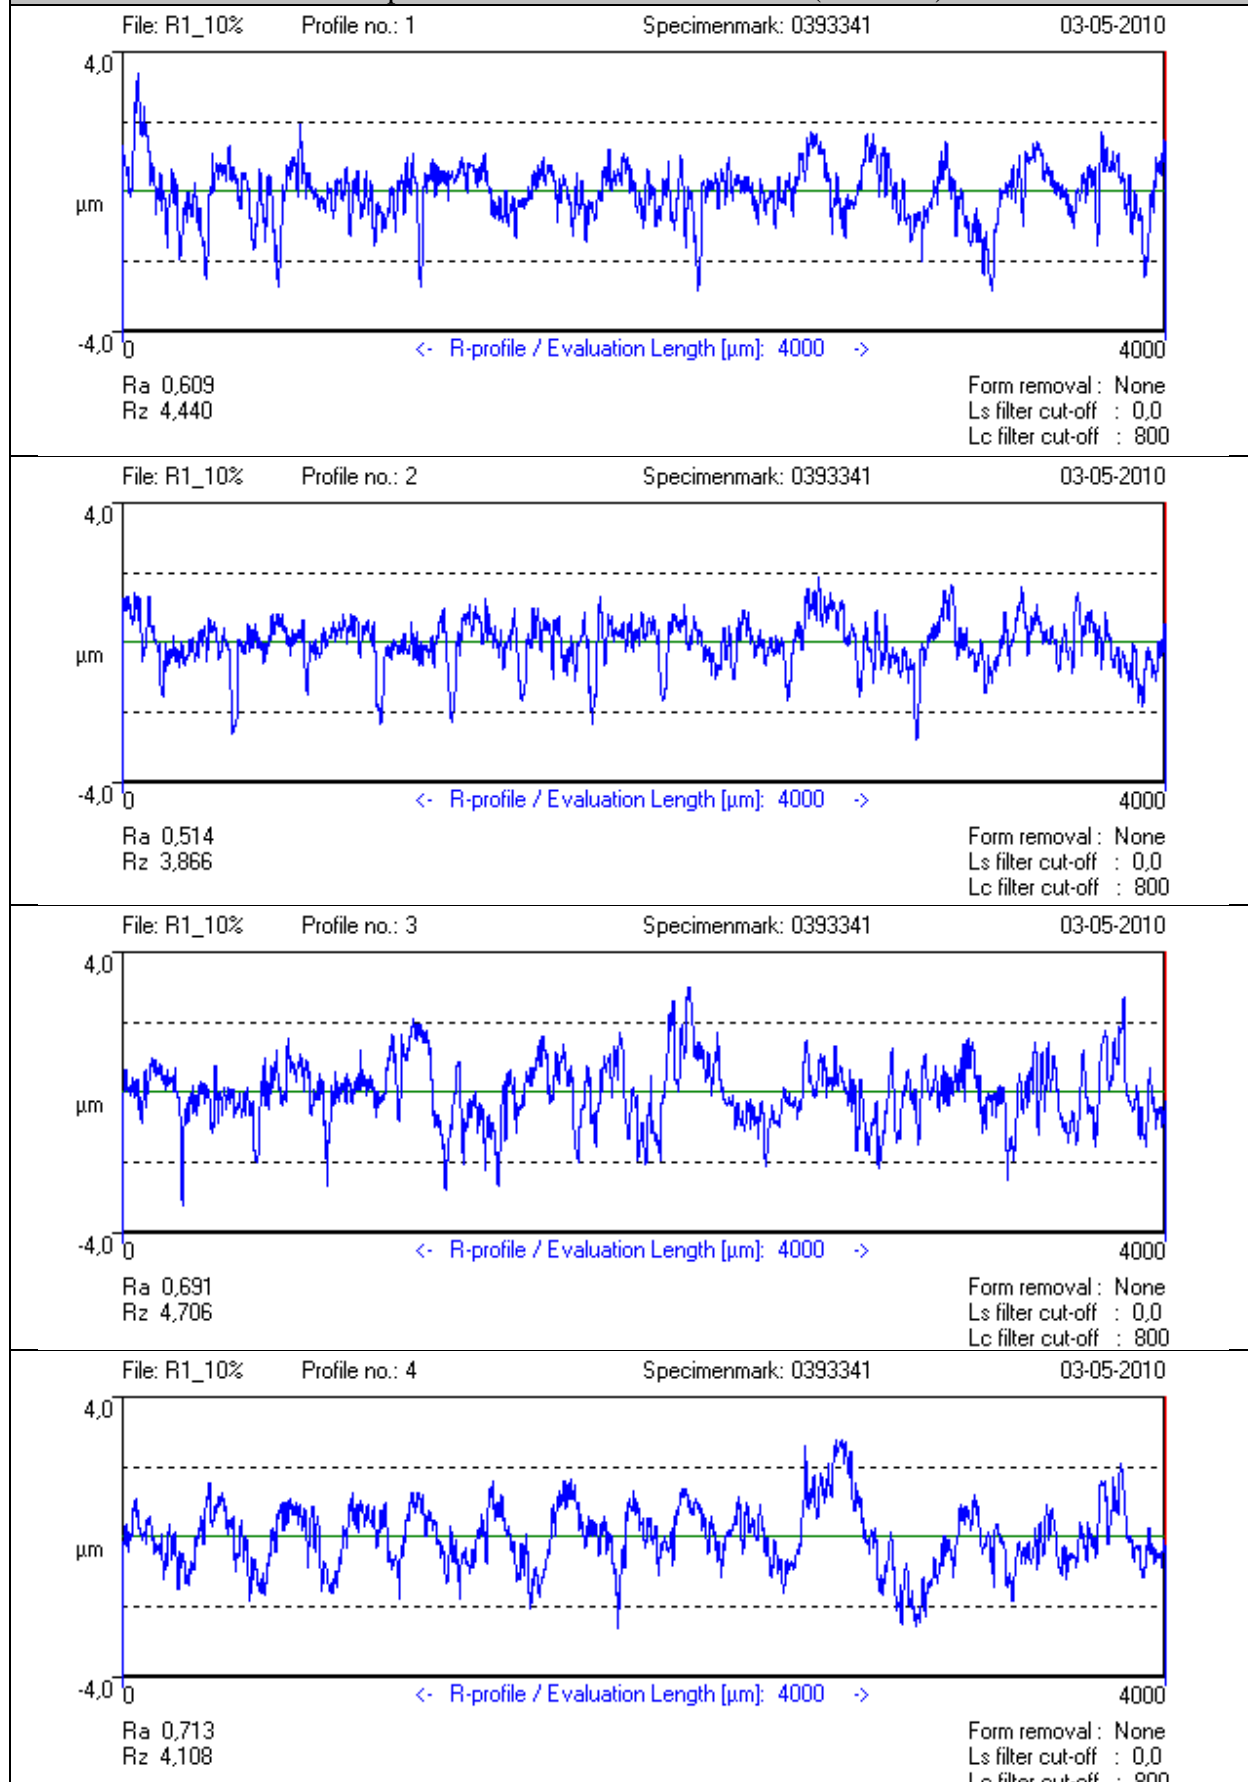 File: R1_10% Profile no.: 1 Specimenmark: 0393341 03-05-2010
4,0
µm
-4,0 0 <- R-profile / Evaluation Length [µm]: 4000 -> 4000
Ra 0,609 Form removal : None
Rz 4,440 Ls filter cut-off : 0,0
Lc filter cut-off : 800
File: R1_10% Profile no.: 2 Specimenmark: 0393341 03-05-2010
4,0
µm
-4,0 0 <- R-profile / Evaluation Length [µm]: 4000 -> 4000
Ra 0,514 Form removal : None
Rz 3,866 Ls filter cut-off : 0,0
Lc filter cut-off : 800
File: R1_10% Profile no.: 3 Specimenmark: 0393341 03-05-2010
4,0
µm
-4,0 0 <- R-profile / Evaluation Length [µm]: 4000 -> 4000
Ra 0,691 Form removal : None
Rz 4,706 Ls filter cut-off : 0,0
Lc filter cut-off : 800
File: R1_10% Profile no.: 4 Specimenmark: 0393341 03-05-2010
4,0
µm
-4,0 0 <- R-profile / Evaluation Length [µm]: 4000 -> 4000
Ra 0,713 Form removal : None
Rz 4,108 Ls filter cut-off : 0,0
Lc filter cut-off : 800